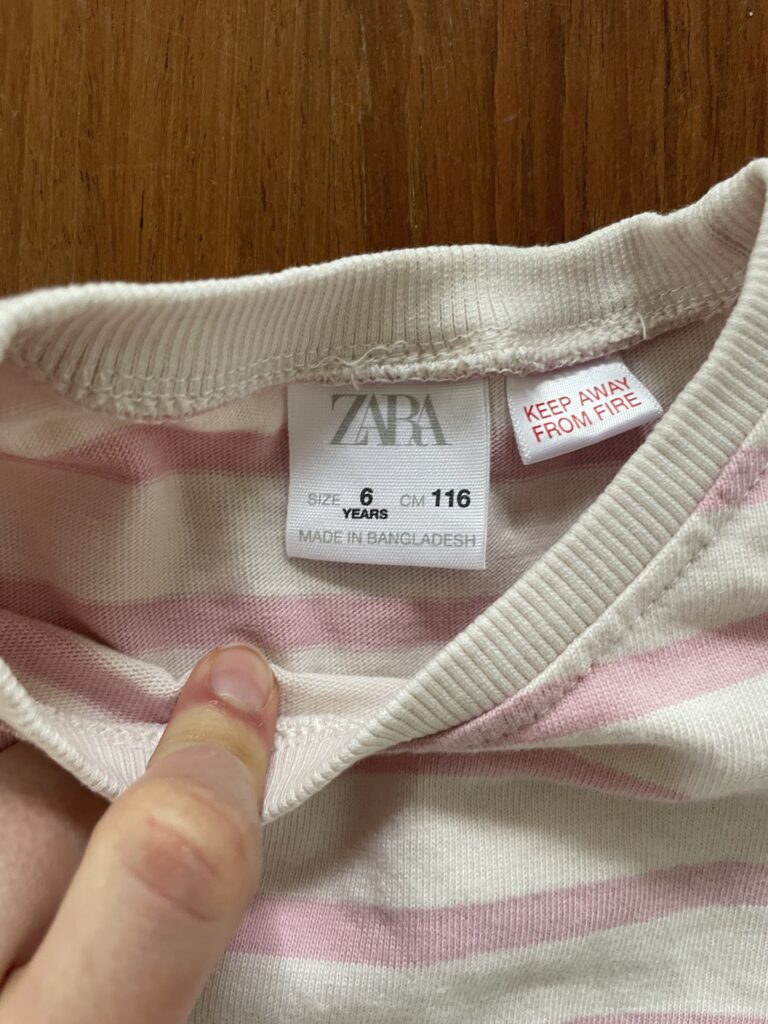 ZARA
SIZE 6 CM 116
YEARS
MADE IN BANGLADESH
KEEP AWAY
FROM FIRE